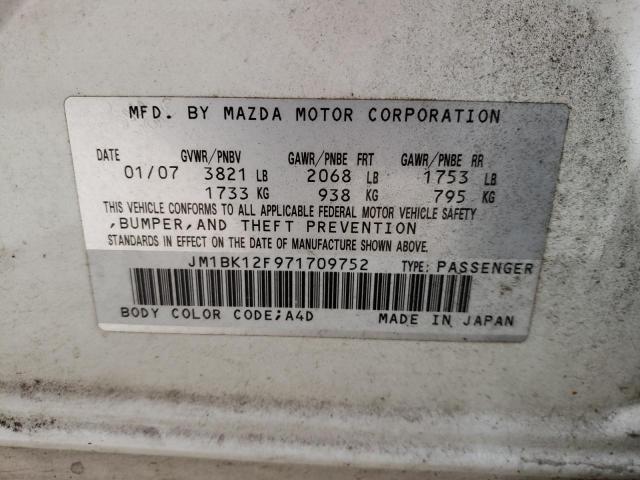 MFD. BY MAZDA MOTOR CORPORATION
DATE GVWR/PNBV GAWR/PNBE FRT GAWR/PNBE RR
01/07 3821 LB 2068 LB 1753 LB
1733 KG 938 KG 795 KG
THIS VEHICLE CONFORMS TO ALL APPLICABLE FEDERAL MOTOR VEHICLE SAFETY
,BUMPER,AND THEFT PREVENTION
STANDARDS IN EFFECT ON THE DATE OF MANUFACTURE SHOWN ABOVE.
JM1BK12F971709752 TYPE: PASSENGER
BODY COLOR CODE;A4D MADE IN JAPAN